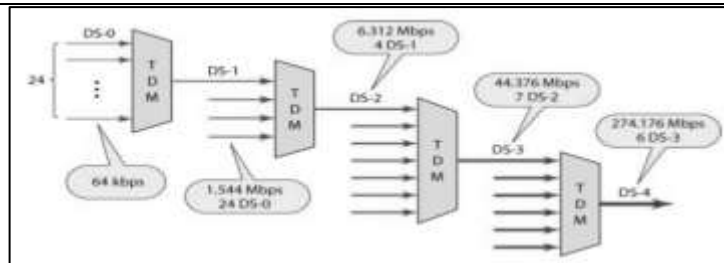 DS-0
24
T
D
M
64 kbps
DS-1
1.544 Mbps
24 DS-0
T
D
M
6.312 Mbps
4 DS-1
DS-2
T
D
M
44.376 Mbps
7 DS-2
DS-3
T
D
M
274.176 Mbps
6 DS-3
DS-4